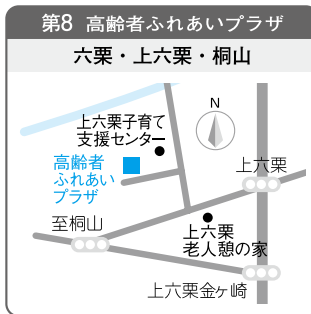 第8 高齢者ふれあいプラザ
六栗・上六栗・桐山
N
上六栗子育て
支援センター
高齢者
ふれあい
プラザ
上六栗
至桐山
上六栗
老人憩の家
上六栗金ヶ崎